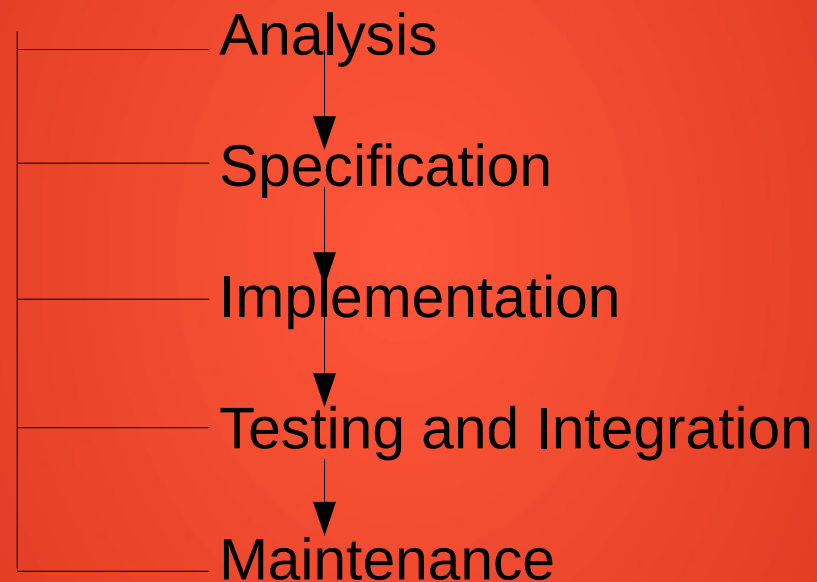 Analysis
Specification
Implementation
Testing and Integration
Maintenance